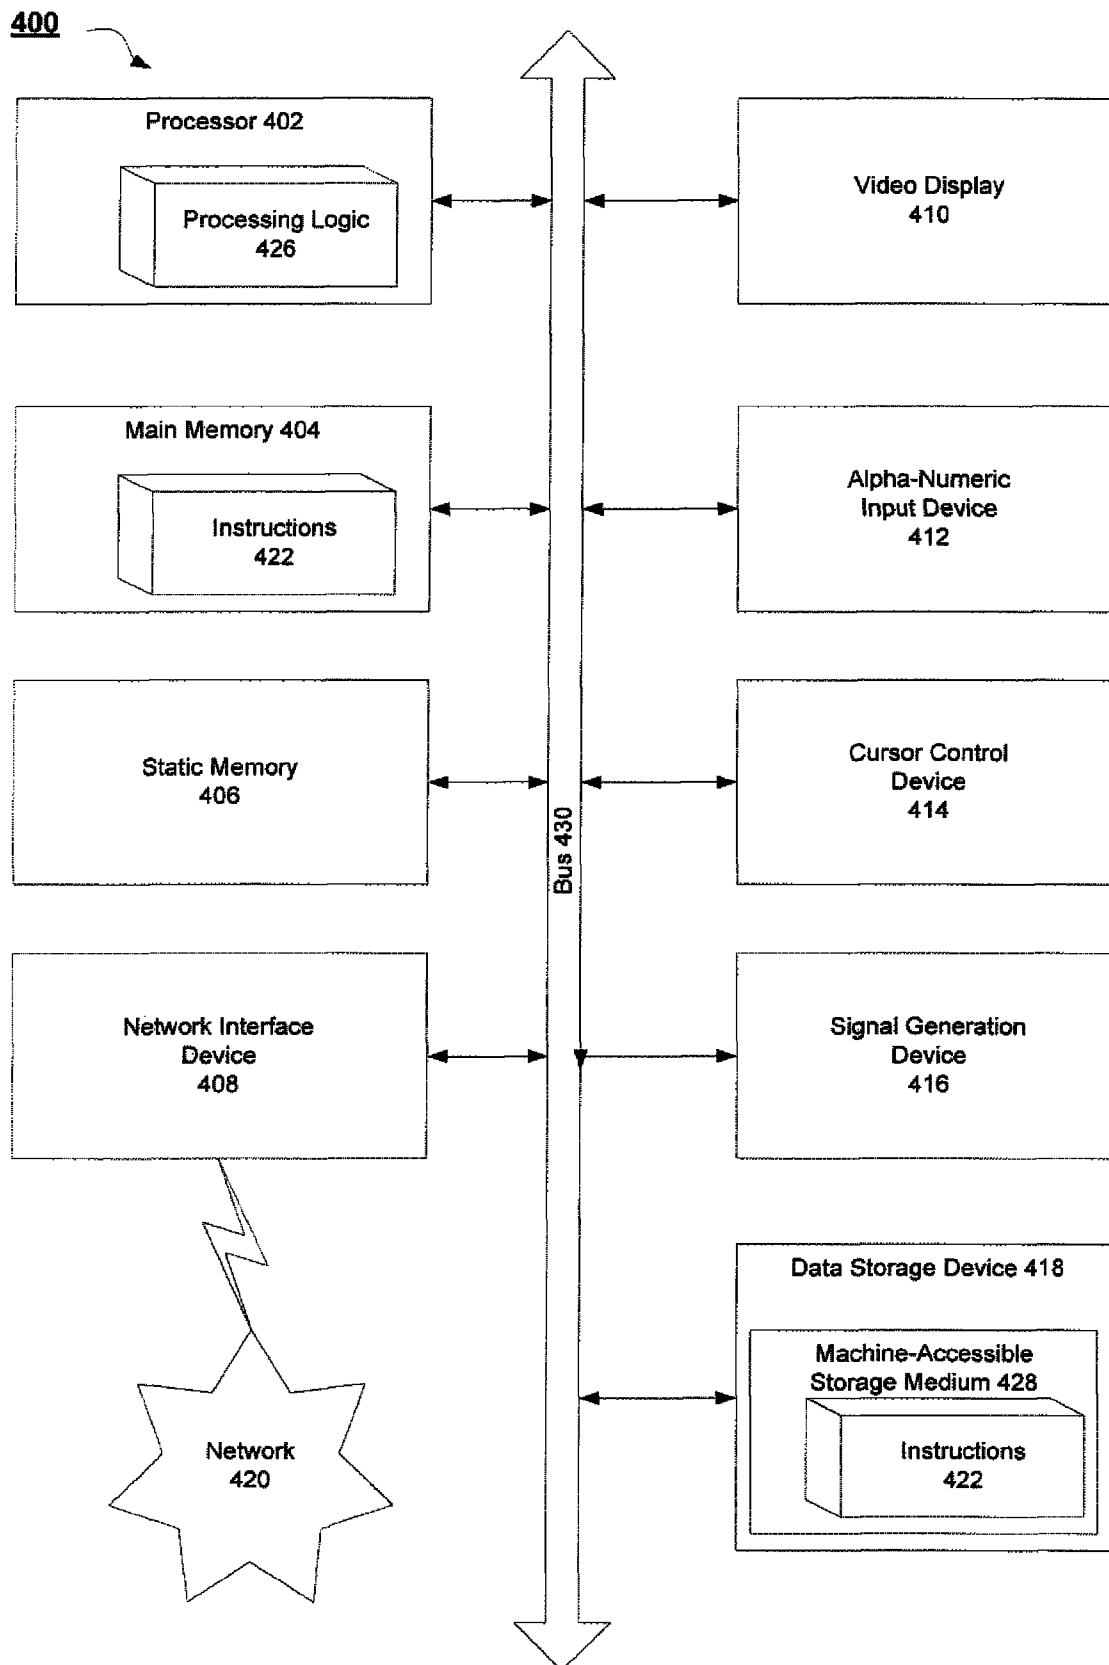 400
Processor 402
Processing Logic
426
Video Display
410
Main Memory 404
Instructions
422
Alpha-Numeric
Input Device
412
Static Memory
406
Cursor Control
Device
414
Bus 430
Network Interface
Device
408
Signal Generation
Device
416
Data Storage Device 418
Machine-Accessible
Storage Medium 428
Instructions
422
Network
420